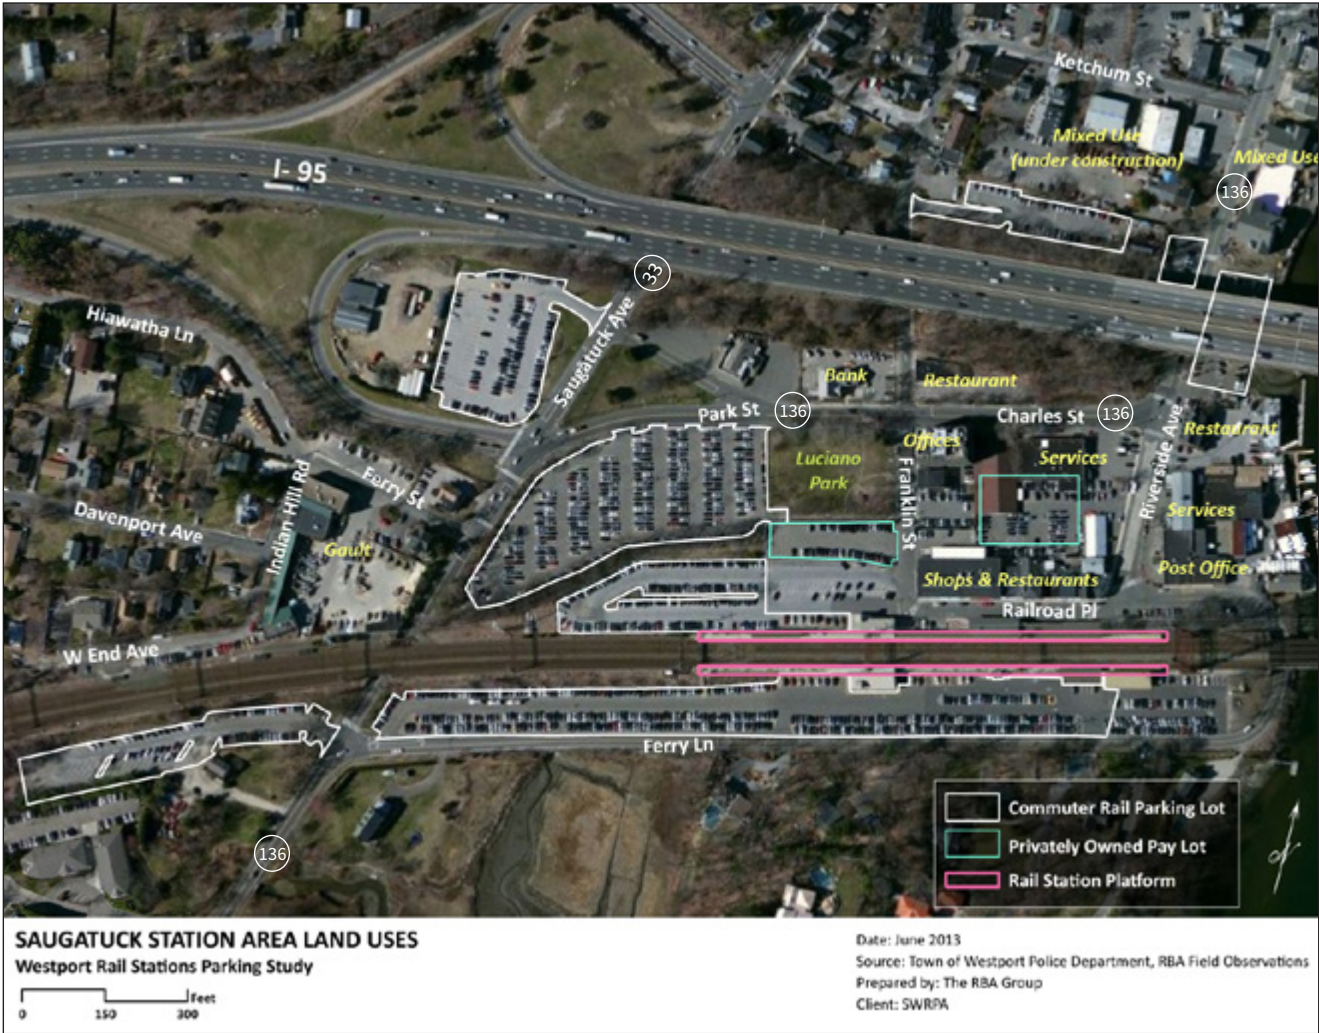 Ketchum St
Mixed Use
(under construction)
Mixed Use
136
I- 95
33
Saugatuck Ave
Hiawatha Ln
Bank
Restaurant
Park St
136
Charles St
136
Riverside Ave
Restaurant
Offices
Services
Luciano
Park
Franklin St
Ferry St
Indian Hill Rd
Davenport Ave
Gault
Services
Post Office
Shops & Restaurants
Railroad Pl
W End Ave
Ferry Ln
136
Commuter Rail Parking Lot
Privately Owned Pay Lot
Rail Station Platform
SAUGATUCK STATION AREA LAND USES
Westport Rail Stations Parking Study
Feet
0 150 300
Date: June 2013
Source: Town of Westport Police Department, RBA Field Observations
Prepared by: The RBA Group
Client: SWRPA